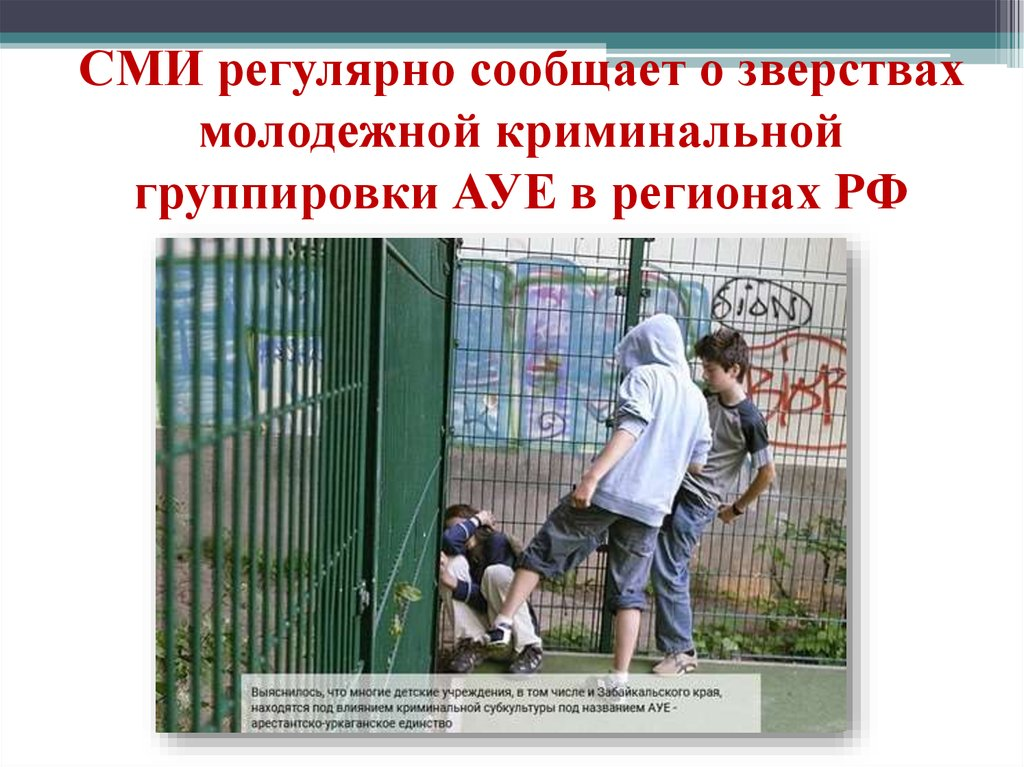 СМИ регулярно сообщает о зверствах
молодежной криминальной
группировки АУЕ в регионах РФ
SiON
Выяснилось, что многие детские учреждения, в том числе и Забайкальского края,
находятся под влиянием криминальной субкультуры под названием АУЕ -
арестантско-уркаганское единство